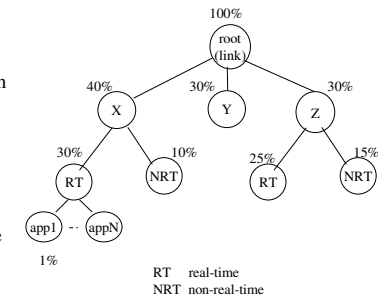 100%
root
(link)
40%
30%
30%
X
Y
Z
30%
10%
25%
15%
RT
NRT
RT
NRT
app1
--
appN
1%
RT real-time
NRT non-real-time